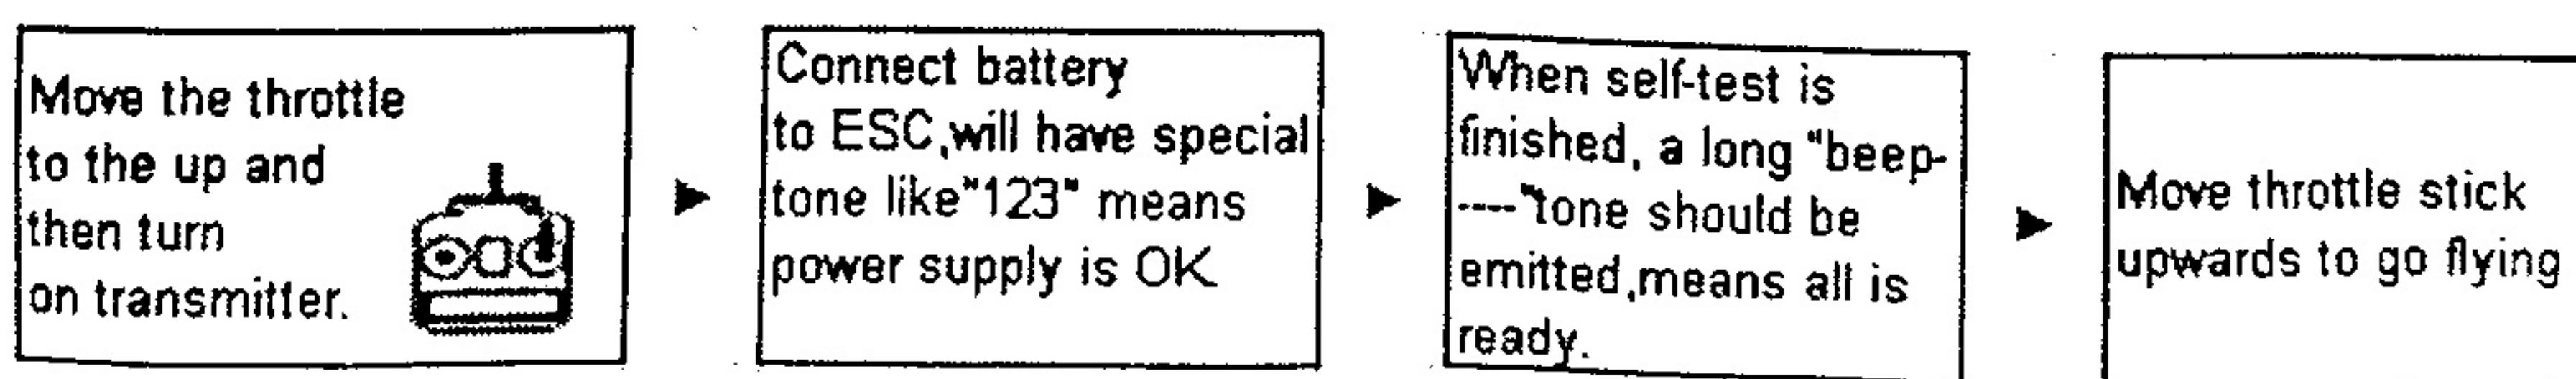 Move the throttle
to the up and
then turn
on transmitter.
Connect battery
to ESC,will have special
tone like"123" means
power supply is OK
When self-test is
finished, a long "beep-
----"tone should be
emitted,means all is
ready.
Move throttle stick
upwards to go flying